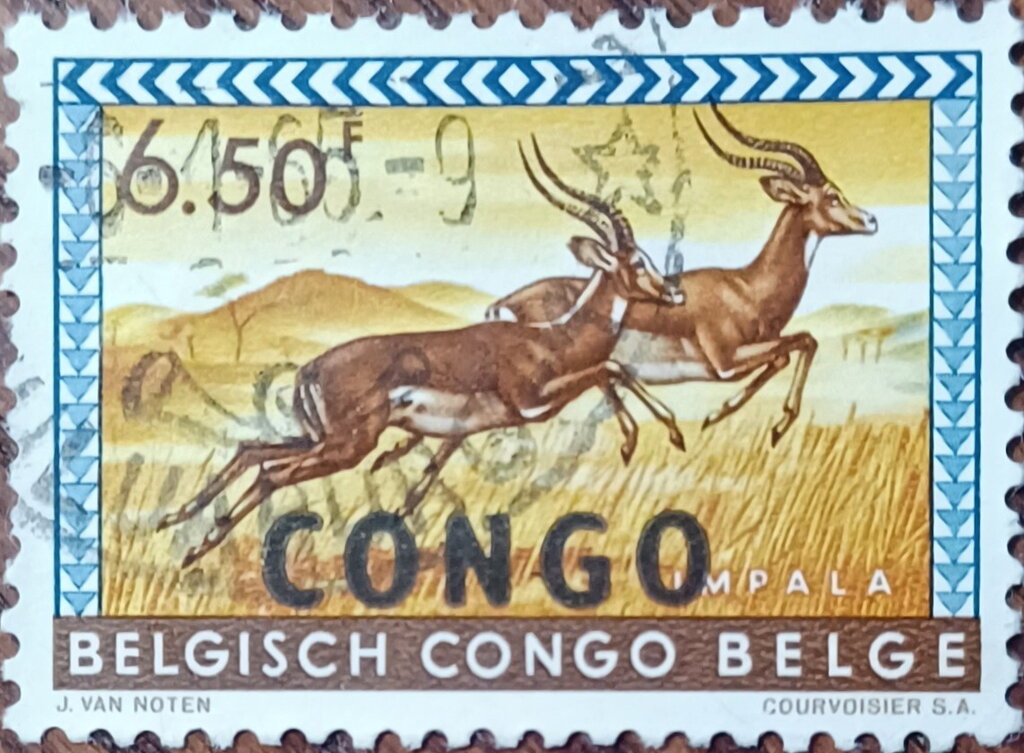 6.50F
CONGO
IMPALA
BELGISCH CONGO BELGE
J. VAN NOTEN COURVOISIER S.A.